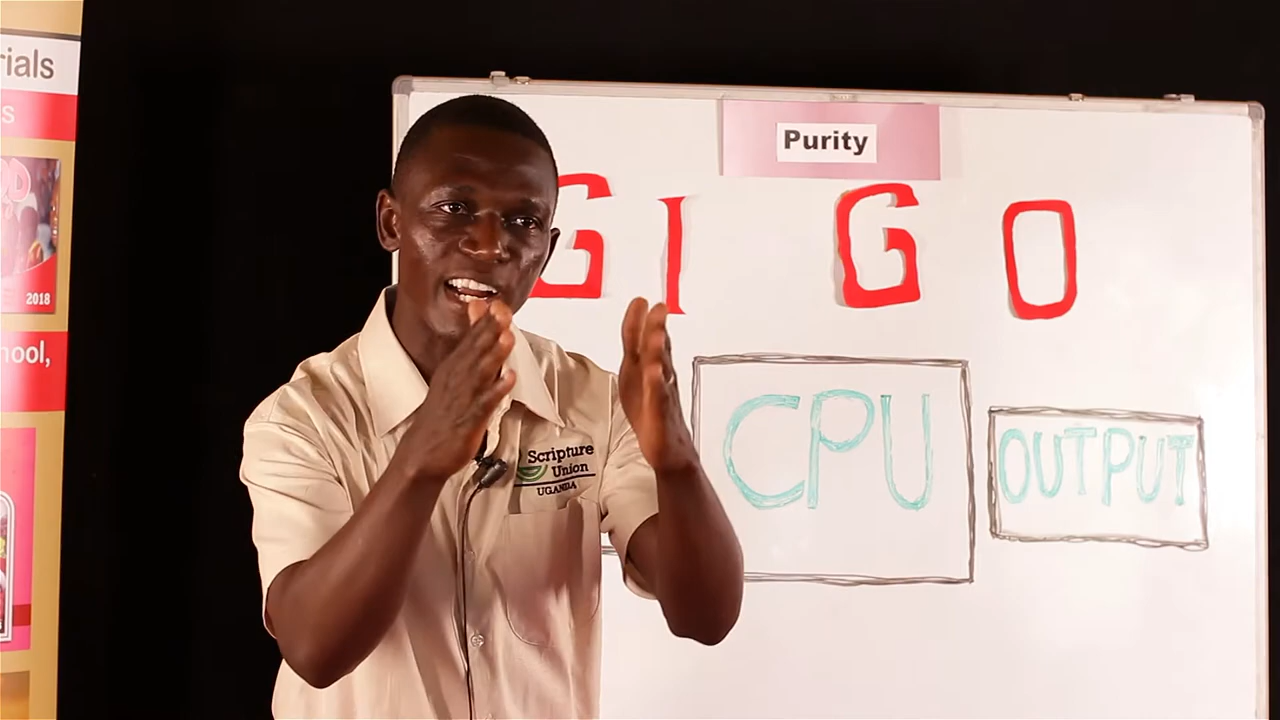 rials
s
2018
hool,
Purity
G I G O
CPU
OUTPUT
Scripture
Union
UGANDA